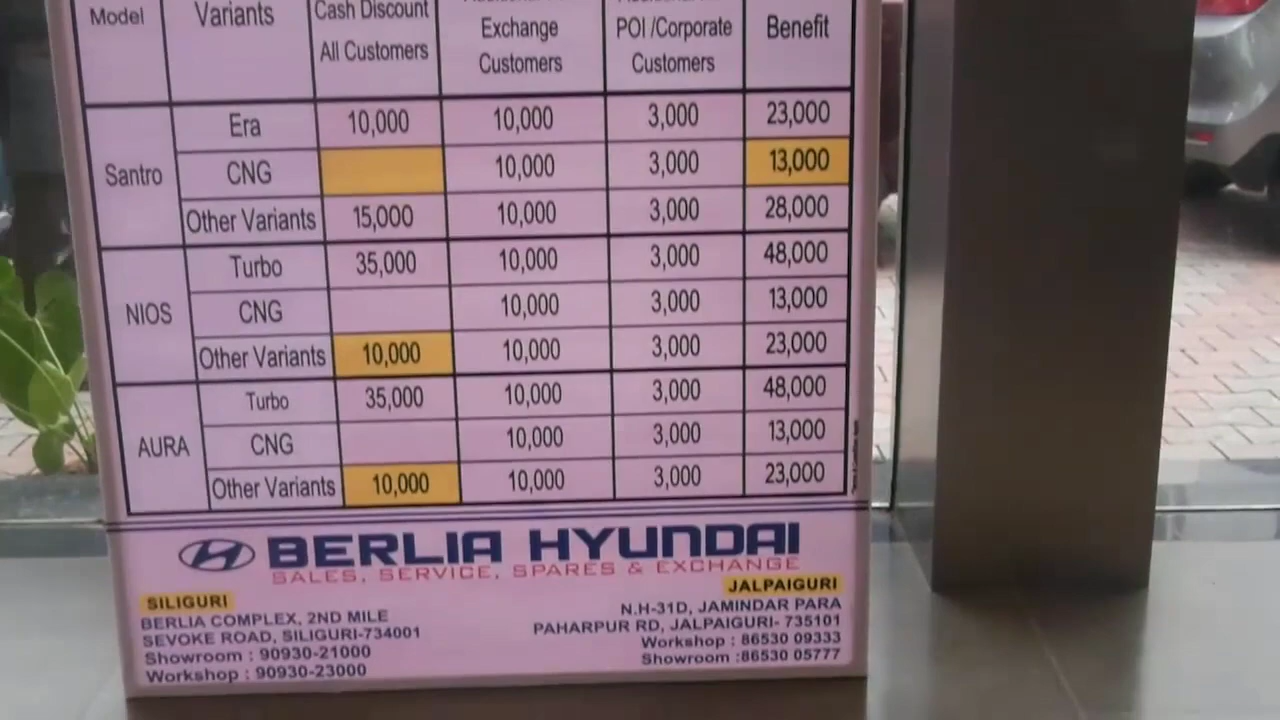 Model Variants Cash Discount All Customers Exchange Customers POI /Corporate Customers Benefit
Santro Era 10,000 10,000 3,000 23,000
CNG 10,000 3,000 13,000
Other Variants 15,000 10,000 3,000 28,000
NIOS Turbo 35,000 10,000 3,000 48,000
CNG 10,000 3,000 13,000
Other Variants 10,000 10,000 3,000 23,000
AURA Turbo 35,000 10,000 3,000 48,000
CNG 10,000 3,000 13,000
Other Variants 10,000 10,000 3,000 23,000
BERLIA HYUNDAI
SALES, SERVICE, SPARES & EXCHANGE
SILIGURI
BERLIA COMPLEX, 2ND MILE
SEVOKE ROAD, SILIGURI-734001
Showroom : 90930-21000
Workshop : 90930-23000
JALPAIGURI
N.H-31D, JAMINDAR PARA
PAHARPUR RD, JALPAIGURI- 735101
Workshop : 86530 09333
Showroom :86530 05777